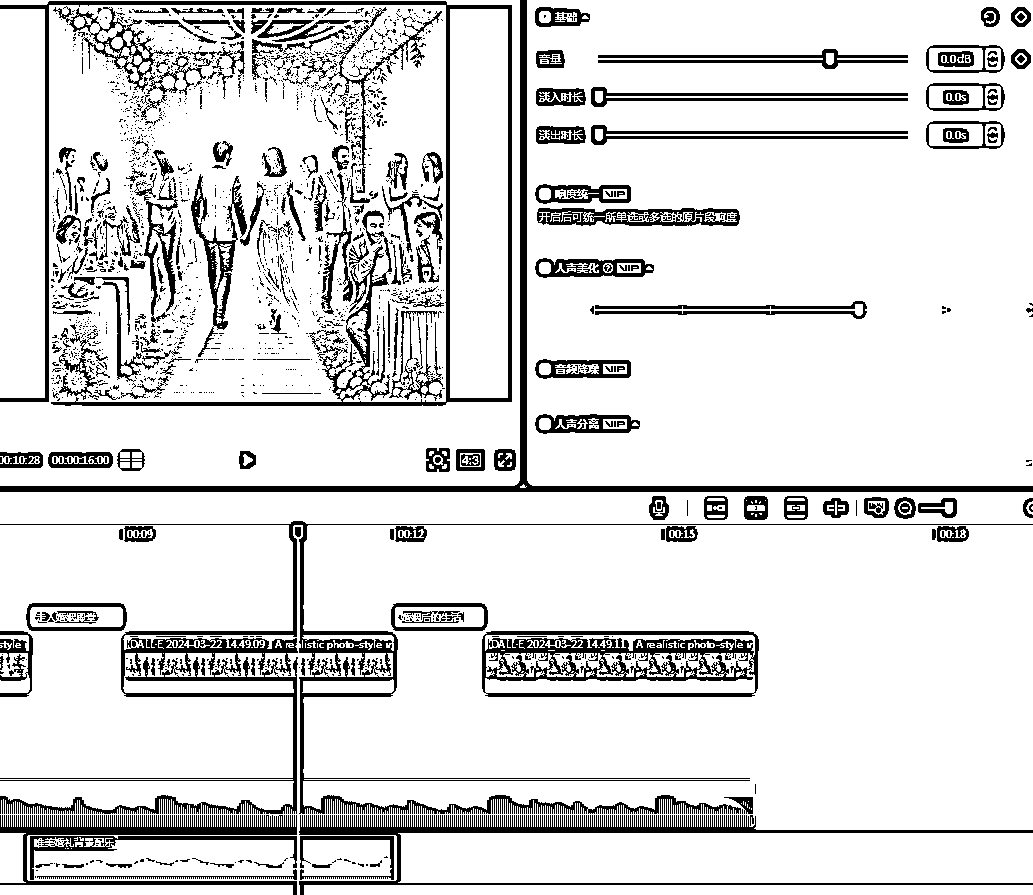 基础
音量
0.0dB
淡入时长
0.0s
淡出时长
0.0s
响度统一 VIP
开启后可统一所单选或多选的原片段响度
人声美化 VIP
音频降噪 VIP
人声分离 VIP
00:10:28 00:00:16:00
4:3
00:09 00:12 00:15 00:18
走入婚姻殿堂 婚姻后的生活
style DALL·E 2024-03-22 14.49.09 A realistic photo-style DALL·E 2024-03-22 14.49.11 A realistic photo-style
唯美婚礼背景配乐